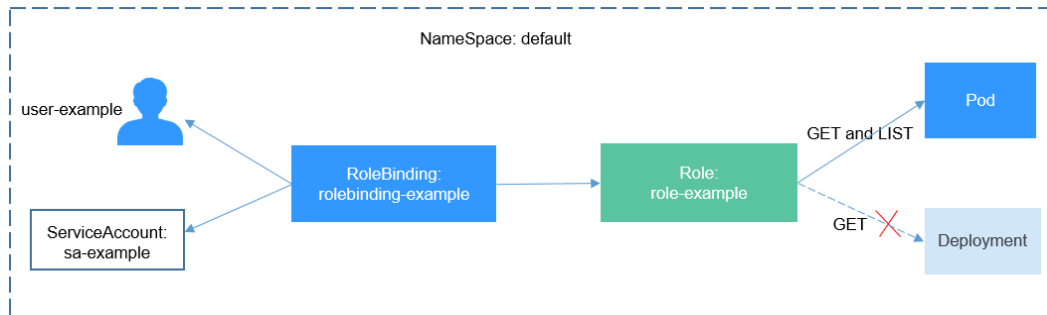 NameSpace: default
user-example
Pod
GET and LIST
RoleBinding:
rolebinding-example
Role:
role-example
ServiceAccount:
sa-example
GET
Deployment